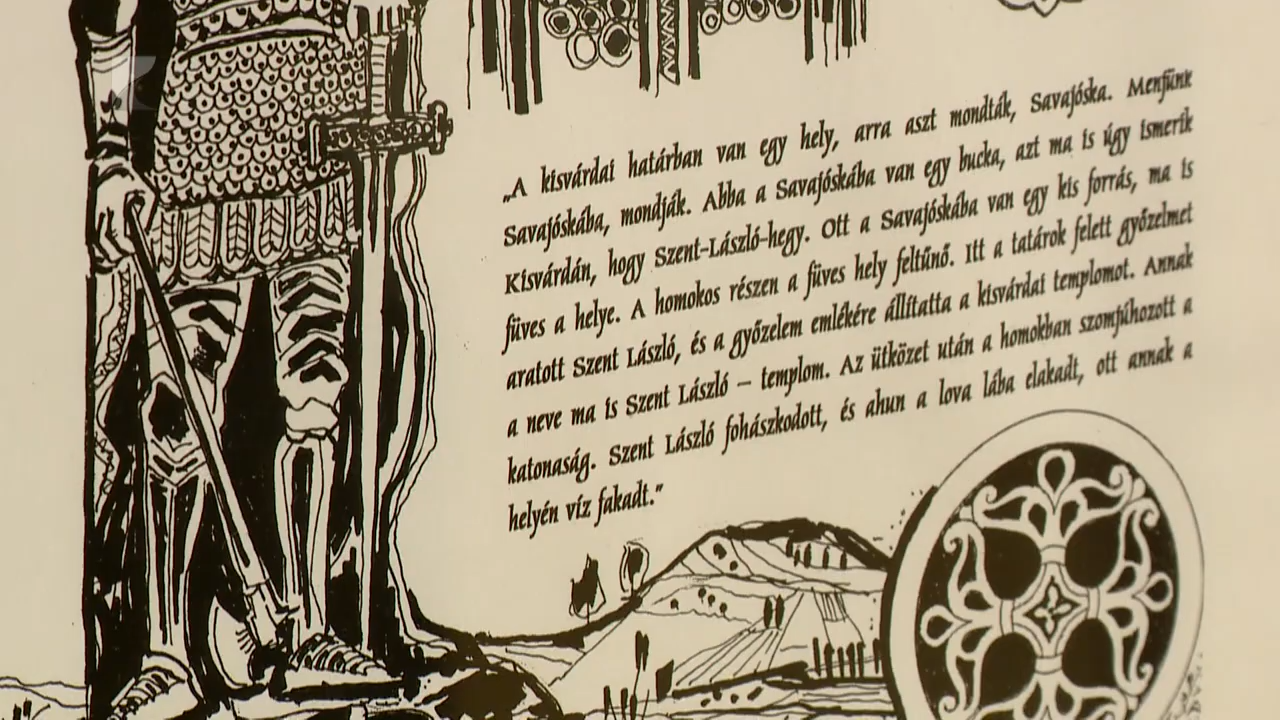 „A kisvárdai határban van egy hely, arra aszt mondták, Savajóska. Menjünk
Savajóskába, mondják. Abba a Savajóskába van egy bucka, azt ma is úgy ismerik
Kisvárdán, hogy Szent-László-hegy. Ott a Savajóskába van egy kis forrás, ma is
füves a helye. A homokos részen a füves hely feltűnő. Itt a tatárok felett győzelmet
aratott Szent László, és a győzelem emlékére állítatta a kisvárdai templomot. Annak
a neve ma is Szent László – templom. Az ütközet után a homokban szomjúhozott a
katonaság. Szent László fohászkodott, és ahun a lova lába elakadt, ott annak a
helyén víz fakadt.”